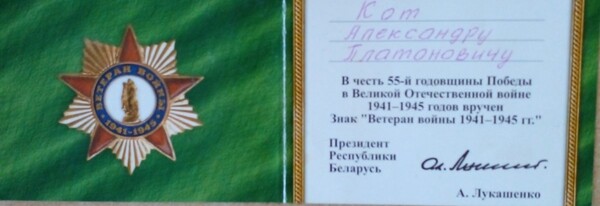 ВЕТЕРАН ВОЙНЫ
1941-1945
Кот
Александру
Платоновичу
В честь 55-й годовщины Победы
в Великой Отечественной войне
1941–1945 годов вручен
Знак "Ветеран войны 1941–1945 гг."
Президент
Республики
Беларусь
А. Лукашенко